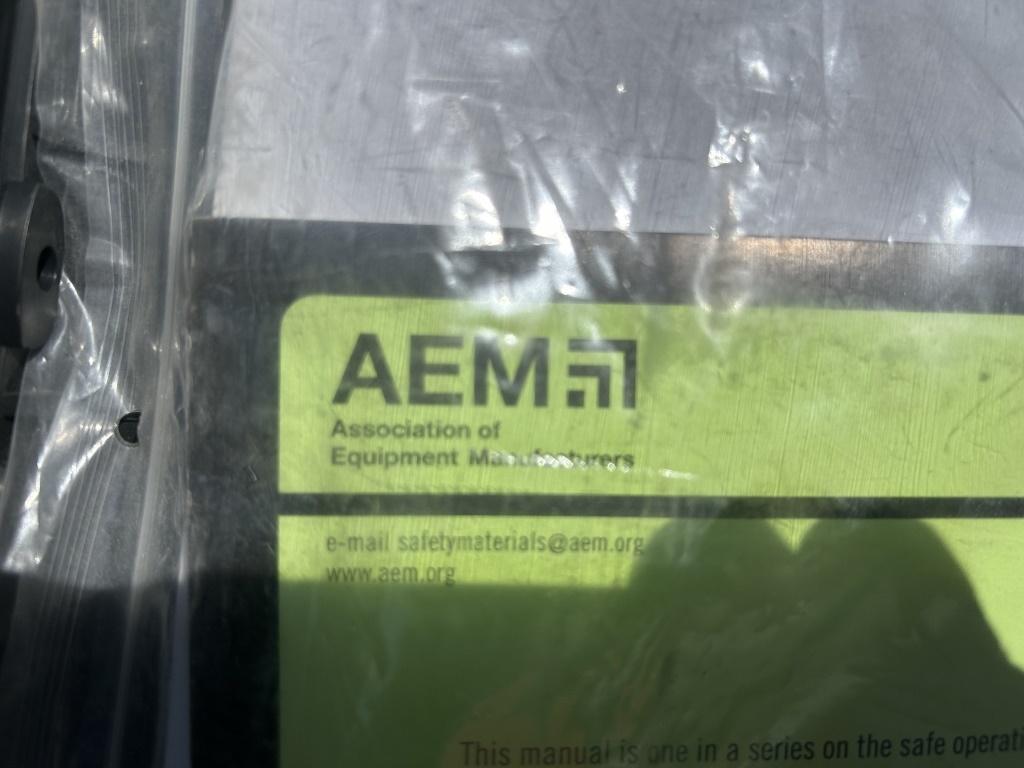 AEM
Association of
Equipment Manufacturers
e-mail safetymaterials@aem.org
www.aem.org
This manual is one in a series on the safe operati